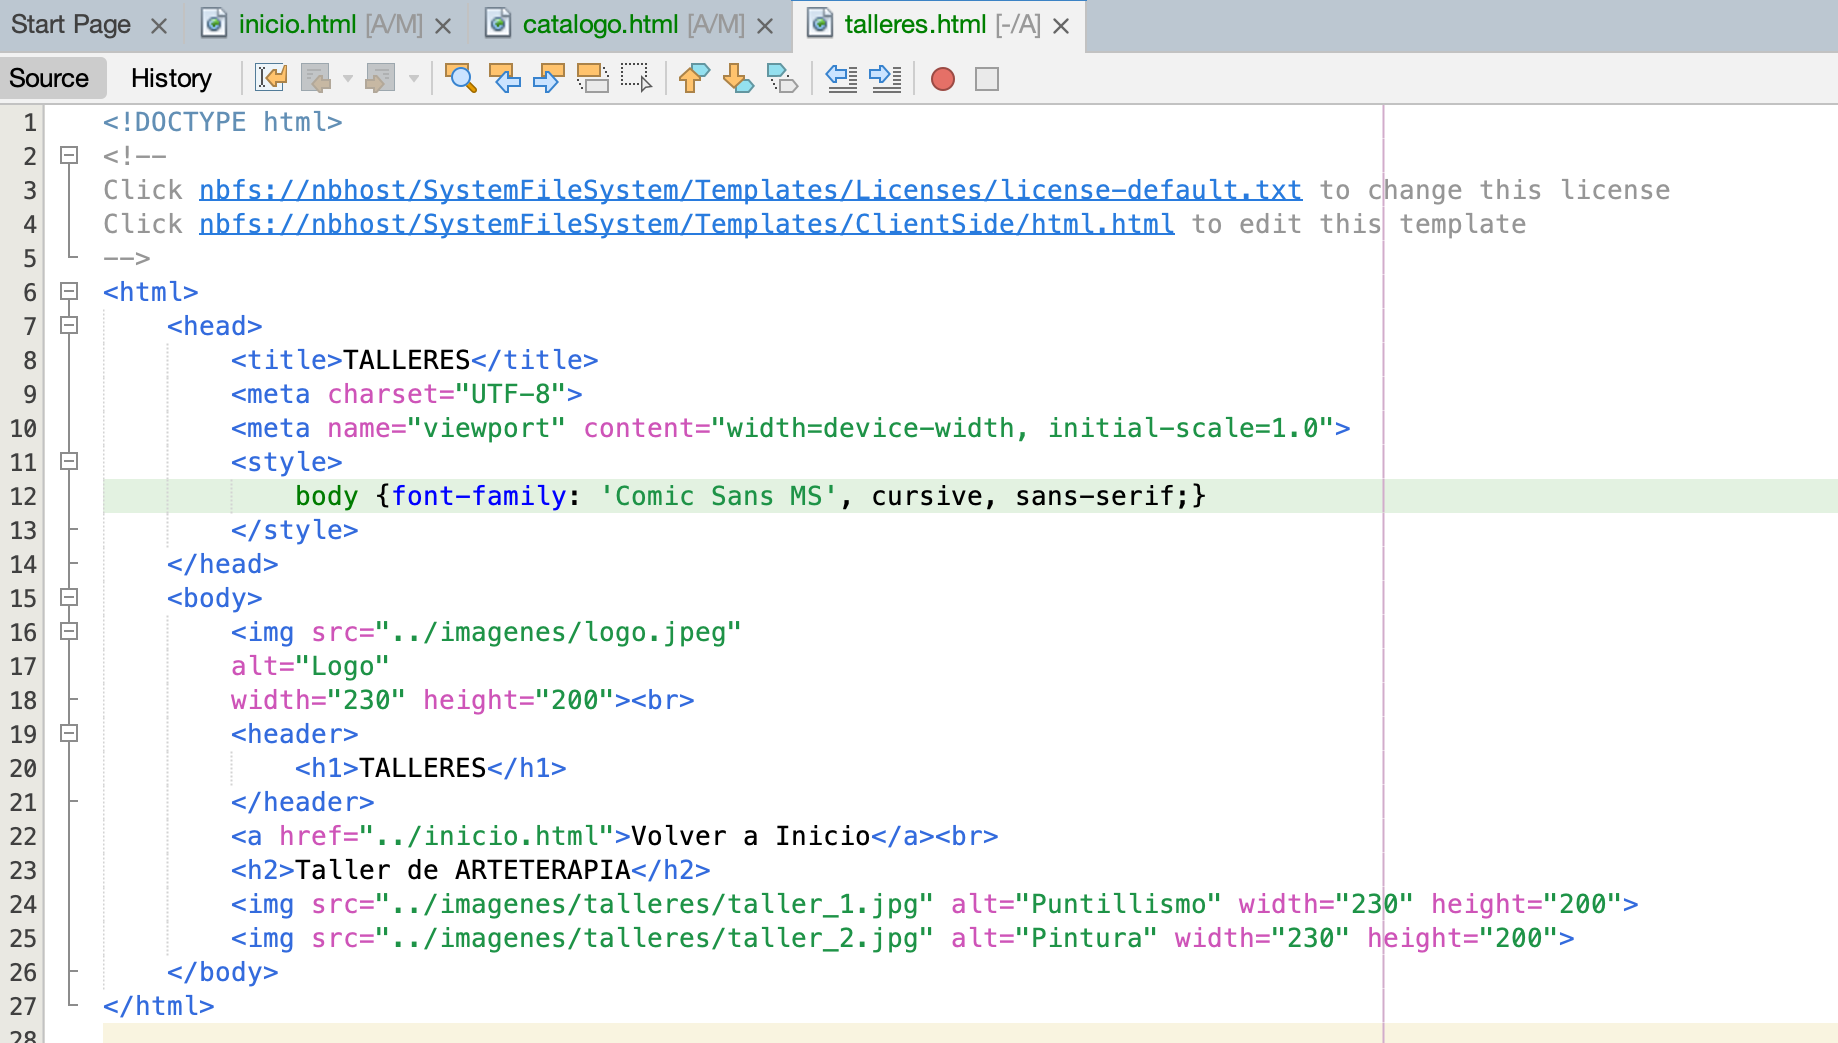 Start Page inicio.html [A/M] catalogo.html [A/M] talleres.html [-/A]
Source History
1 <!DOCTYPE html>
2 <!--
3 Click nbfs://nbhost/SystemFileSystem/Templates/Licenses/license-default.txt to change this license
4 Click nbfs://nbhost/SystemFileSystem/Templates/ClientSide/html.html to edit this template
5 -->
6 <html>
7     <head>
8         <title>TALLERES</title>
9         <meta charset="UTF-8">
10         <meta name="viewport" content="width=device-width, initial-scale=1.0">
11         <style>
12             body {font-family: 'Comic Sans MS', cursive, sans-serif;}
13         </style>
14     </head>
15     <body>
16         <img src="../imagenes/logo.jpeg"
17         alt="Logo"
18         width="230" height="200"><br>
19         <header>
20             <h1>TALLERES</h1>
21         </header>
22         <a href="../inicio.html">Volver a Inicio</a><br>
23         <h2>Taller de ARTETERAPIA</h2>
24         <img src="../imagenes/talleres/taller_1.jpg" alt="Puntillismo" width="230" height="200">
25         <img src="../imagenes/talleres/taller_2.jpg" alt="Pintura" width="230" height="200">
26     </body>
27 </html>
28